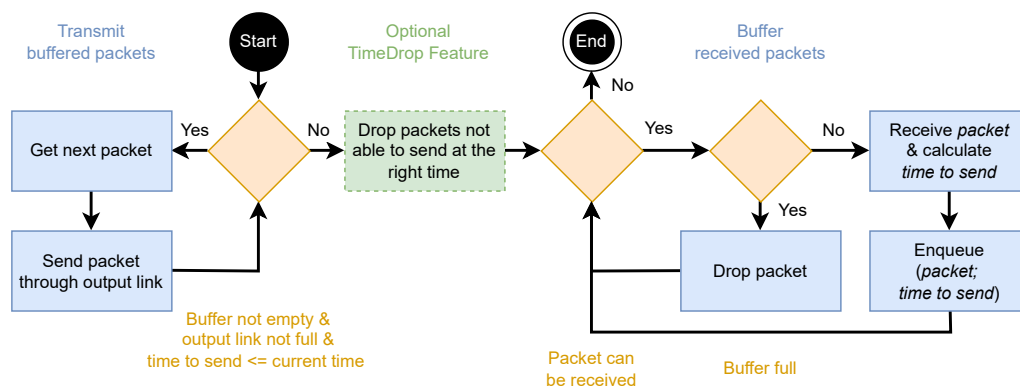 Transmit
buffered packets
Start
Optional
TimeDrop Feature
End
Buffer
received packets
No
Yes
No
Yes
No
Get next packet
Drop packets not
able to send at the
right time
Receive packet
& calculate
time to send
Yes
Send packet
through output link
Drop packet
Enqueue
(packet;
time to send)
Buffer not empty &
output link not full &
time to send <= current time
Packet can
be received
Buffer full